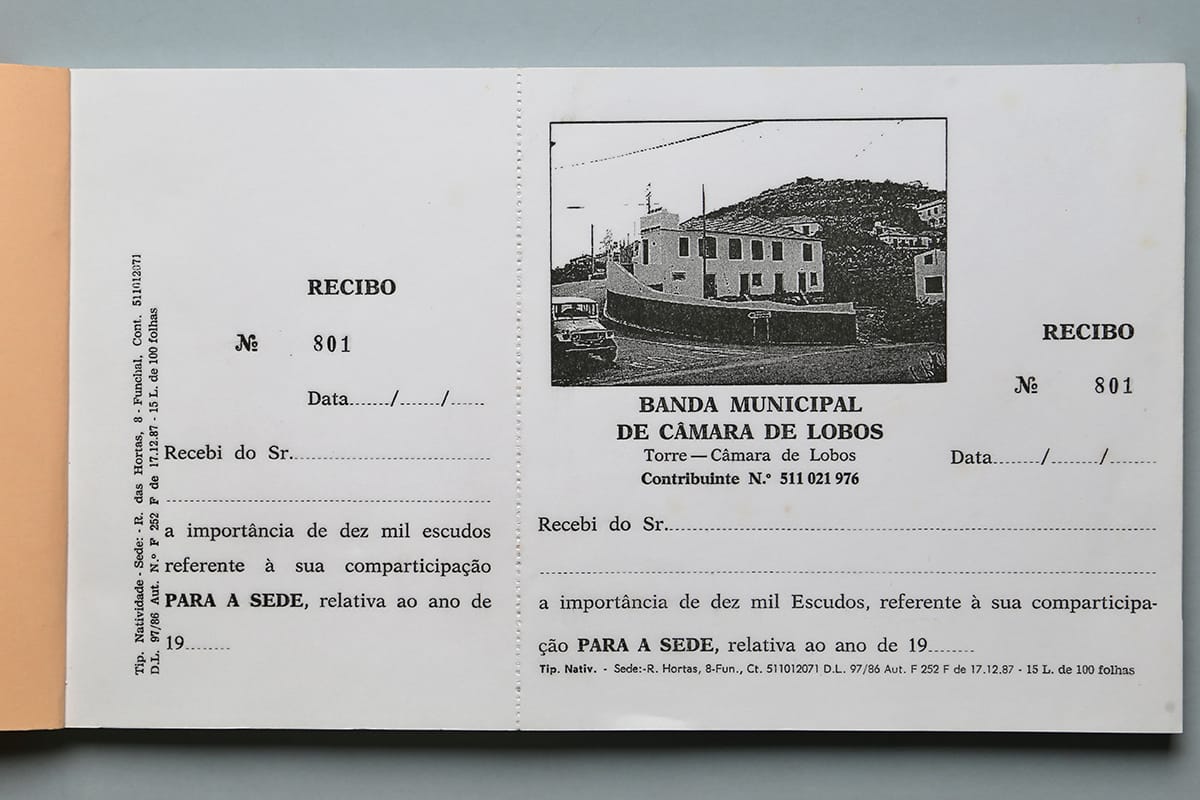 RECIBO
№ 801
Data....../....../......
Recebi do Sr.
a importância de dez mil escudos
referente à sua comparticipação
PARA A SEDE, relativa ao ano de
19........
Tip. Natividade - Sede: - R. das Hortas, 8 - Funchal, Cont. 511012071
D.L. 97/86 Aut. N.º F 252 F de 17.12.87 - 15 L. de 100 folhas
BANDA MUNICIPAL
DE CÂMARA DE LOBOS
Torre — Câmara de Lobos
Contribuinte N.º 511 021 976
RECIBO
№ 801
Data......./......./.......
Recebi do Sr.
a importância de dez mil Escudos, referente à sua comparticipa-
ção PARA A SEDE, relativa ao ano de 19........
Tip. Nativ. - Sede:-R. Hortas, 8-Fun., Ct. 511012071 D.L. 97/86 Aut. F 252 F de 17.12.87 - 15 L. de 100 folhas